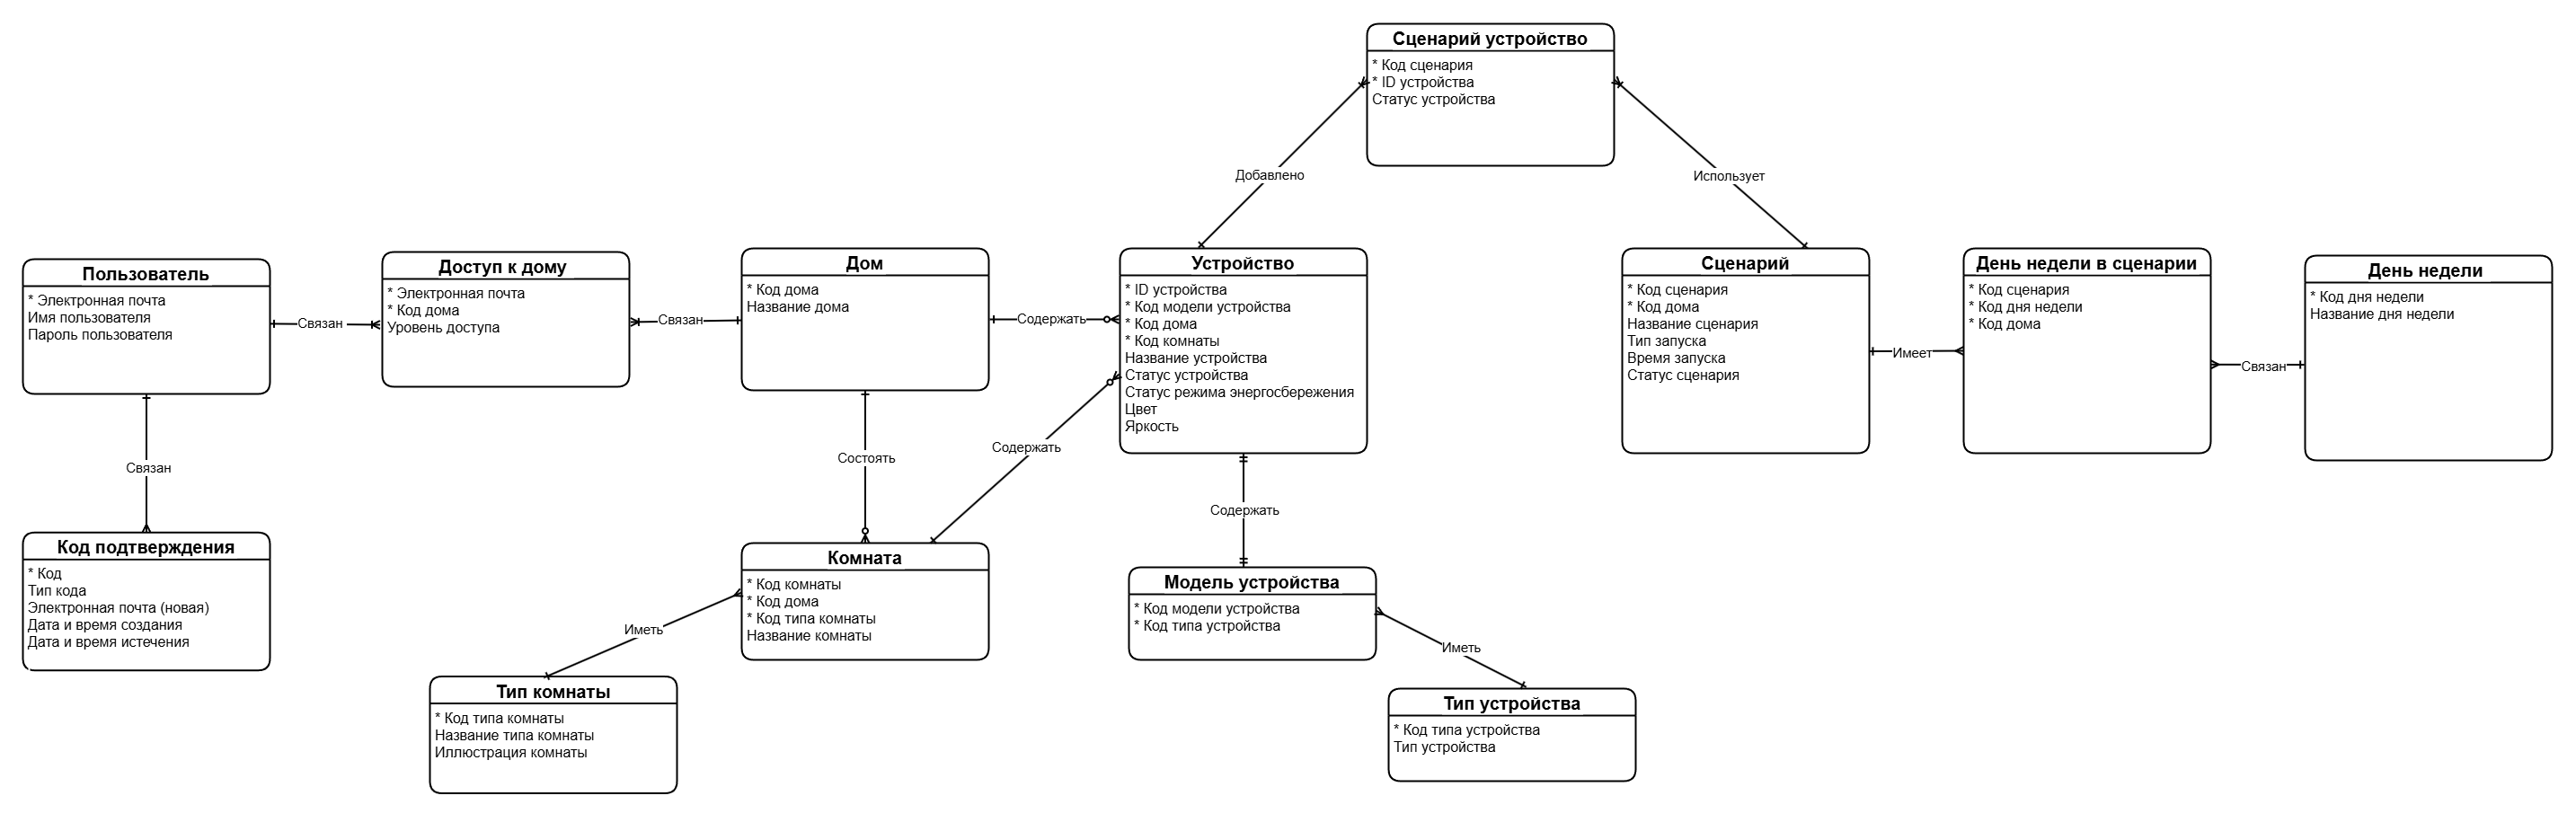 Сценарий устройство
* Код сценария
* ID устройства
Статус устройства
Добавлено
Использует
Пользователь
* Электронная почта
Имя пользователя
Пароль пользователя
Связан
Доступ к дому
* Электронная почта
* Код дома
Уровень доступа
Связан
Дом
* Код дома
Название дома
Содержать
Устройство
* ID устройства
* Код модели устройства
* Код дома
* Код комнаты
Название устройства
Статус устройства
Статус режима энергосбережения
Цвет
Яркость
Сценарий
* Код сценария
* Код дома
Название сценария
Тип запуска
Время запуска
Статус сценария
Имеет
День недели в сценарии
* Код сценария
* Код дня недели
* Код дома
Связан
День недели
* Код дня недели
Название дня недели
Связан
Состоять
Содержать
Содержать
Код подтверждения
* Код
Тип кода
Электронная почта (новая)
Дата и время создания
Дата и время истечения
Комната
* Код комнаты
* Код дома
* Код типа комнаты
Название комнаты
Иметь
Модель устройства
* Код модели устройства
* Код типа устройства
Иметь
Тип комнаты
* Код типа комнаты
Название типа комнаты
Иллюстрация комнаты
Тип устройства
* Код типа устройства
Тип устройства